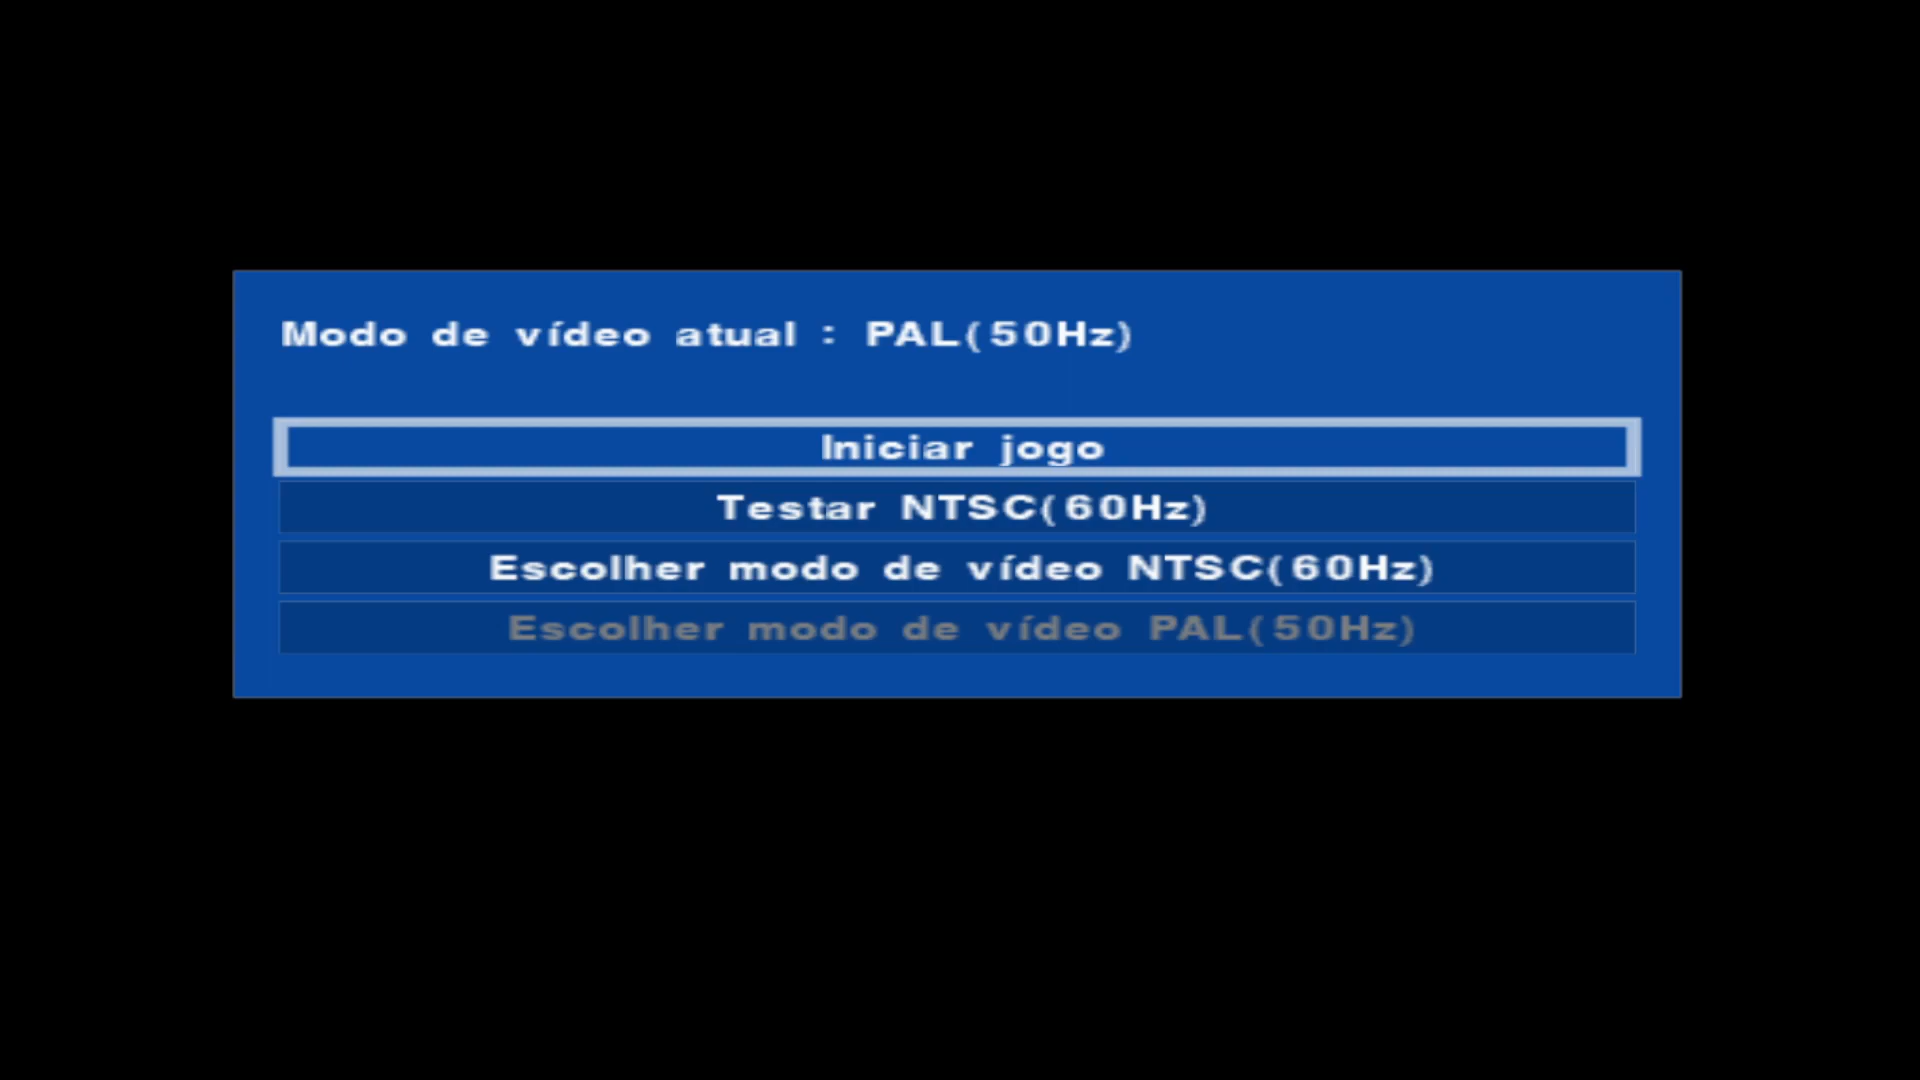 Modo de vídeo atual : PAL(50Hz)
Iniciar jogo
Testar NTSC(60Hz)
Escolher modo de vídeo NTSC(60Hz)
Escolher modo de vídeo PAL(50Hz)